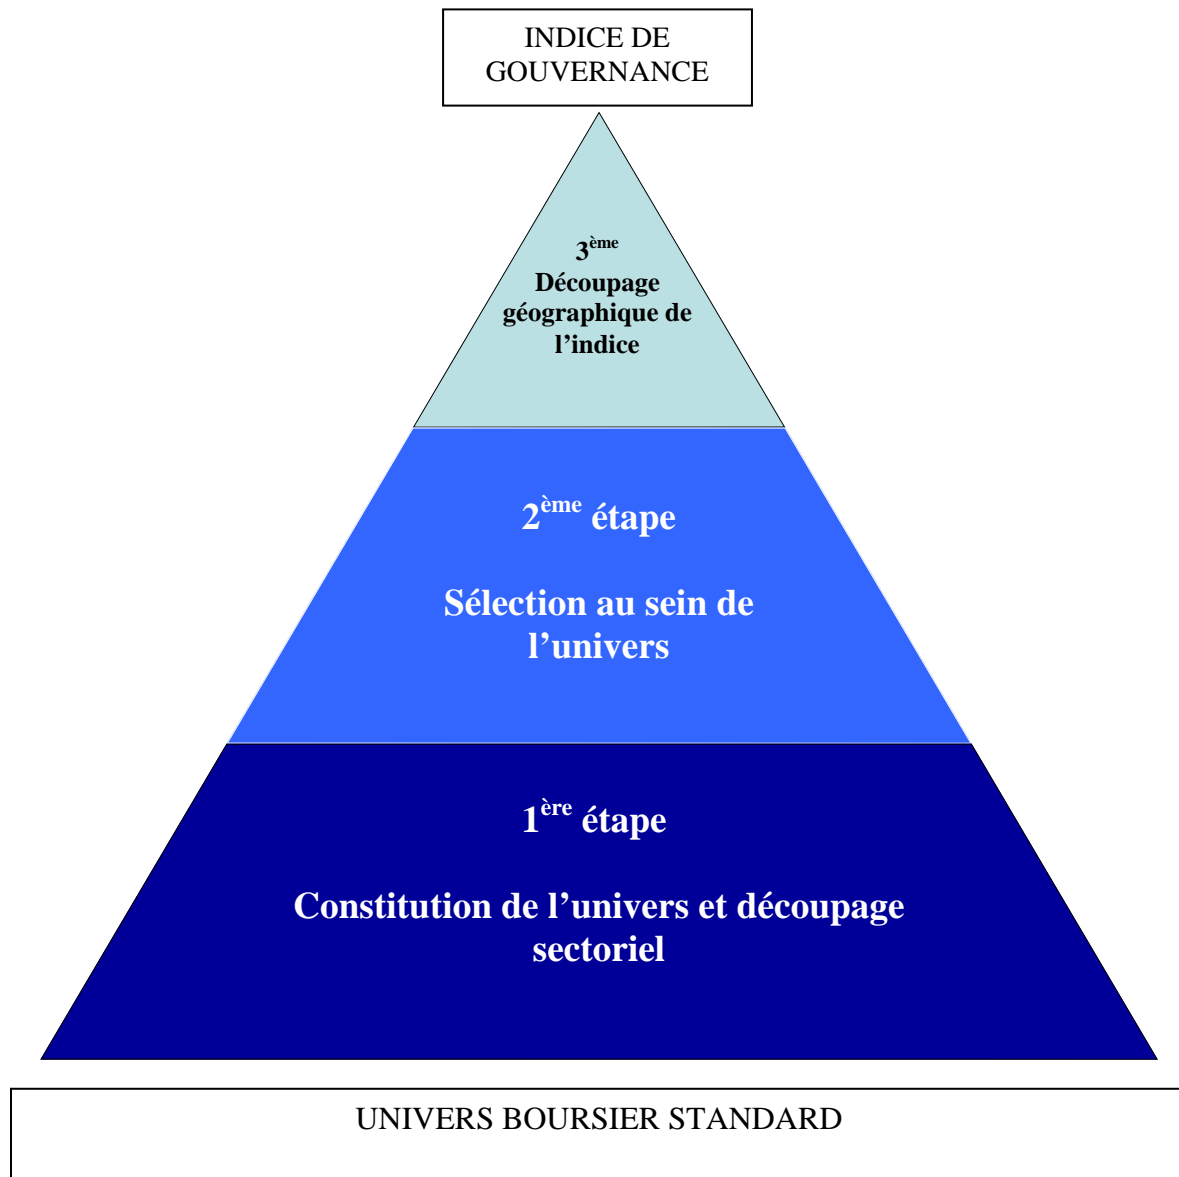 INDICE DE
GOUVERNANCE
3ème
Découpage
géographique de
l’indice
2ème étape
Sélection au sein de
l’univers
1ère étape
Constitution de l’univers et découpage
sectoriel
UNIVERS BOURSIER STANDARD